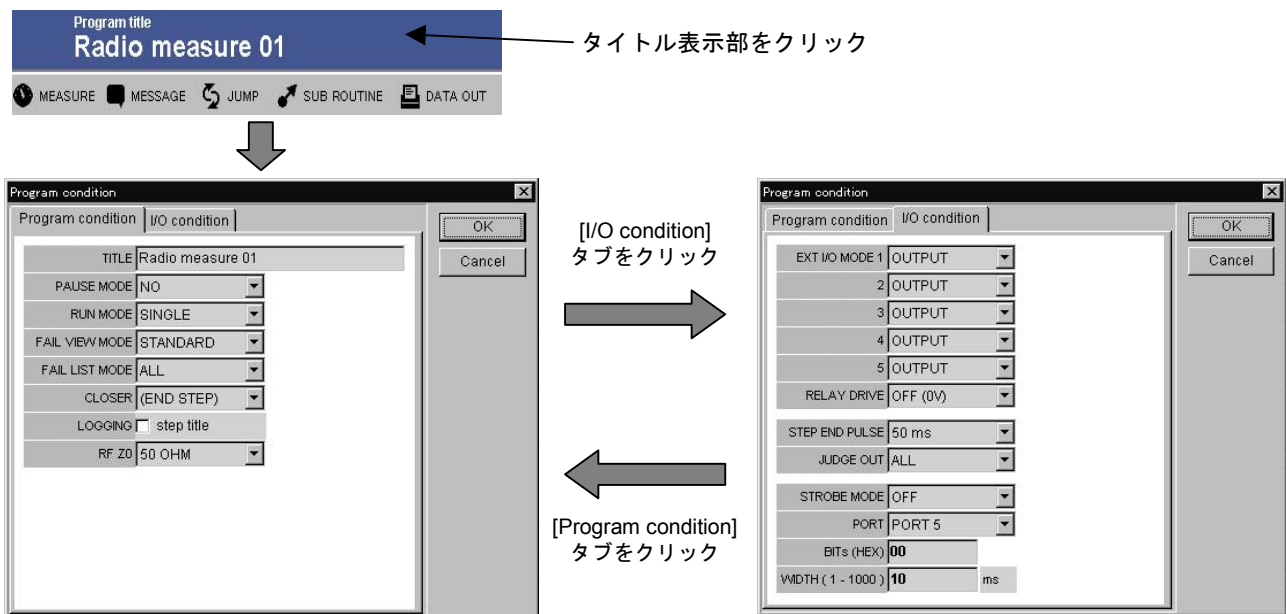 Program title
Radio measure 01
タイトル表示部をクリック
MEASURE MESSAGE JUMP SUB ROUTINE DATA OUT
Program condition
Program condition I/O condition
OK
Cancel
TITLE Radio measure 01
PAUSE MODE NO
RUN MODE SINGLE
FAIL VIEW MODE STANDARD
FAIL LIST MODE ALL
CLOSER (END STEP)
LOGGING step title
RF Z0 50 OHM
[I/O condition]
タブをクリック
[Program condition]
タブをクリック
Program condition
Program condition I/O condition
OK
Cancel
EXT I/O MODE 1 OUTPUT
2 OUTPUT
3 OUTPUT
4 OUTPUT
5 OUTPUT
RELAY DRIVE OFF (0V)
STEP END PULSE 50 ms
JUDGE OUT ALL
STROBE MODE OFF
PORT PORT 5
BITs (HEX) 00
WIDTH ( 1 - 1000 ) 10 ms